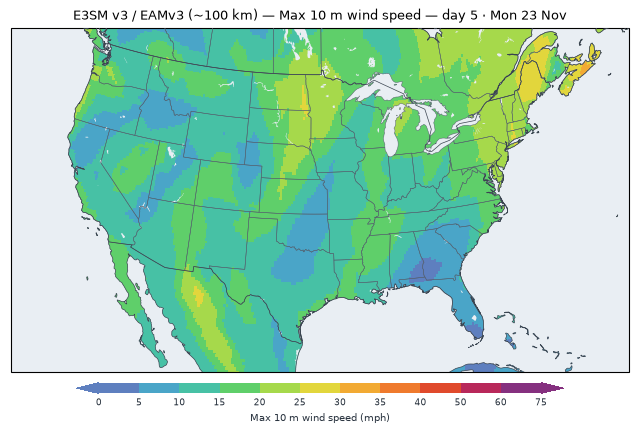 E3SM v3 / EAMv3 (~100 km) — Max 10 m wind speed — day 5 · Mon 23 Nov
0 5 10 15 20 25 30 35 40 50 60 75
Max 10 m wind speed (mph)